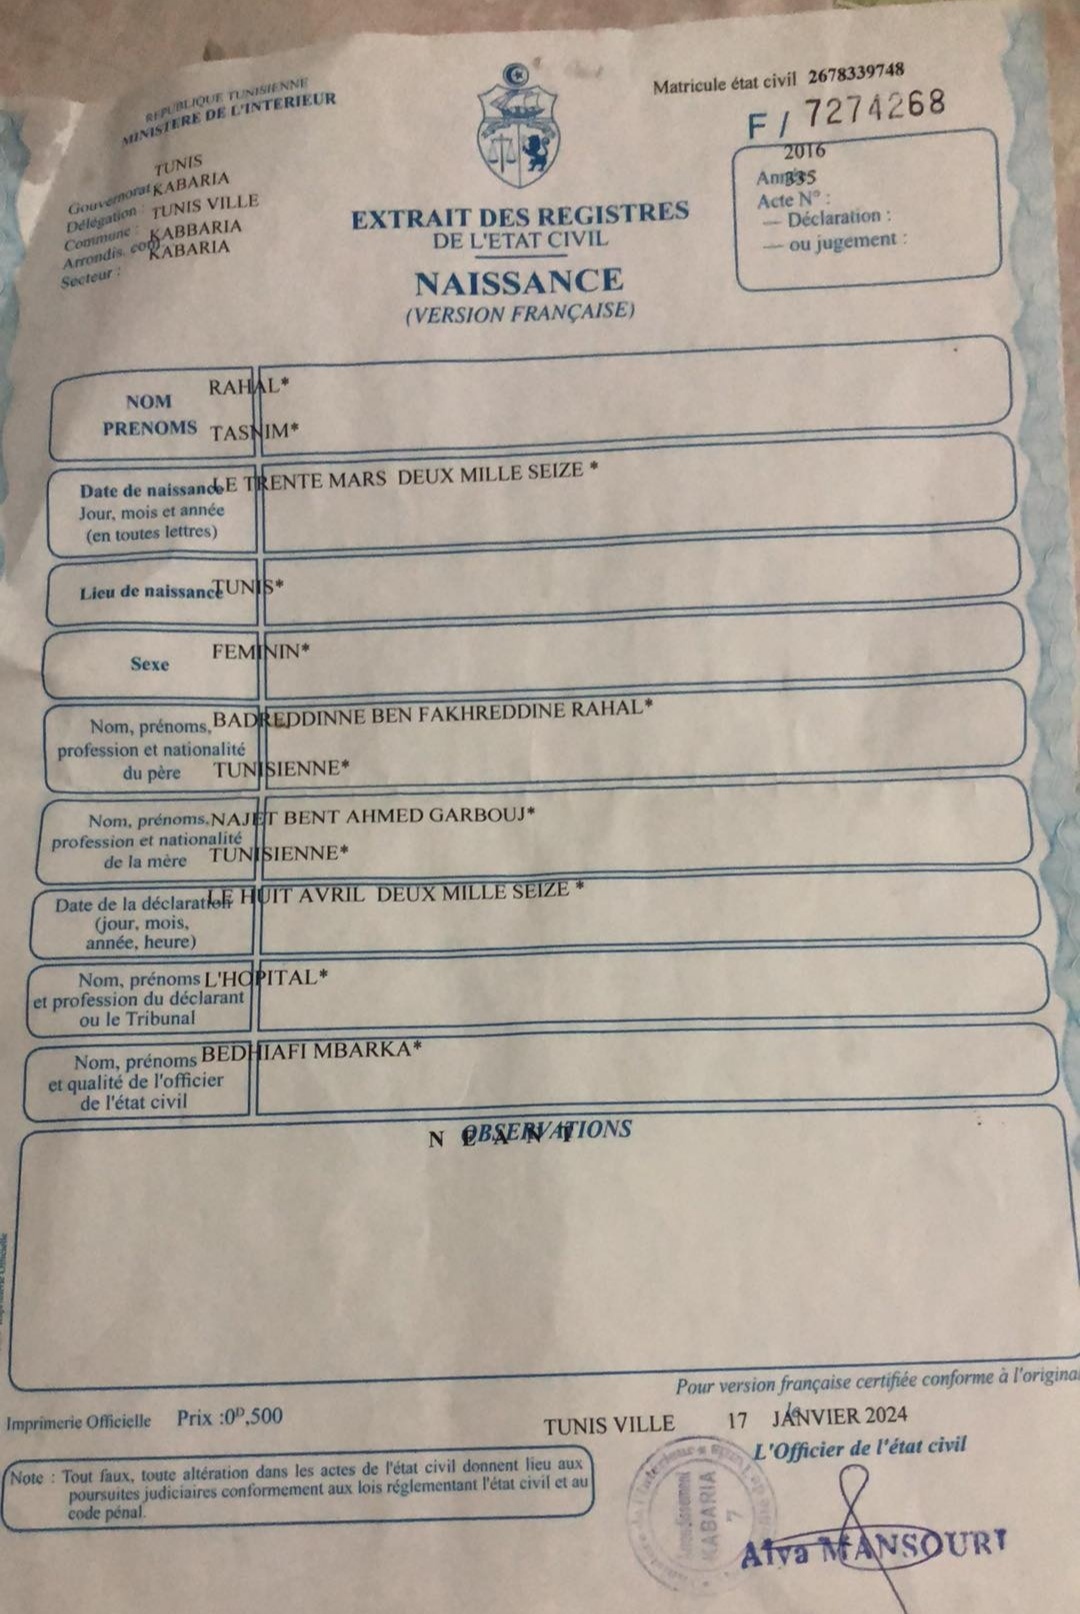 REPUBLIQUE TUNISIENNE
MINISTERE DE L'INTERIEUR
Matricule état civil 2678339748
F/ 7274268
TUNIS
Gouvernorat KABARIA
Délégation : TUNIS VILLE
Commune : KABBARIA
Arrondis. com KABARIA
Secteur :
2016
Année 335
Acte N° :
— Déclaration :
— ou jugement :
EXTRAIT DES REGISTRES
DE L'ETAT CIVIL
NAISSANCE
(VERSION FRANÇAISE)
NOM RAHAL*
PRENOMS TASNIM*
Date de naissance LE TRENTE MARS DEUX MILLE SEIZE *
Jour, mois et année
(en toutes lettres)
Lieu de naissance TUNIS*
Sexe FEMININ*
Nom, prénoms, BADREDDINNE BEN FAKHREDDINE RAHAL*
profession et nationalité
du père TUNISIENNE*
Nom, prénoms, NAJET BENT AHMED GARBOUJ*
profession et nationalité
de la mère TUNISIENNE*
Date de la déclaration LE HUIT AVRIL DEUX MILLE SEIZE *
(jour, mois,
année, heure)
Nom, prénoms L'HOPITAL*
et profession du déclarant
ou le Tribunal
Nom, prénoms BEDHIAFI MBARKA*
et qualité de l'officier
de l'état civil
OBSERVATIONS
N E A N T
Pour version française certifiée conforme à l'origina
Imprimerie Officielle Prix :0ᴰ,500
TUNIS VILLE le 17 JANVIER 2024
L'Officier de l'état civil
Note : Tout faux, toute altération dans les actes de l'état civil donnent lieu aux
poursuites judiciaires conformement aux lois réglementant l'état civil et au
code pénal.
Arrondissement
KABARIA
7
Alva MANSOURI